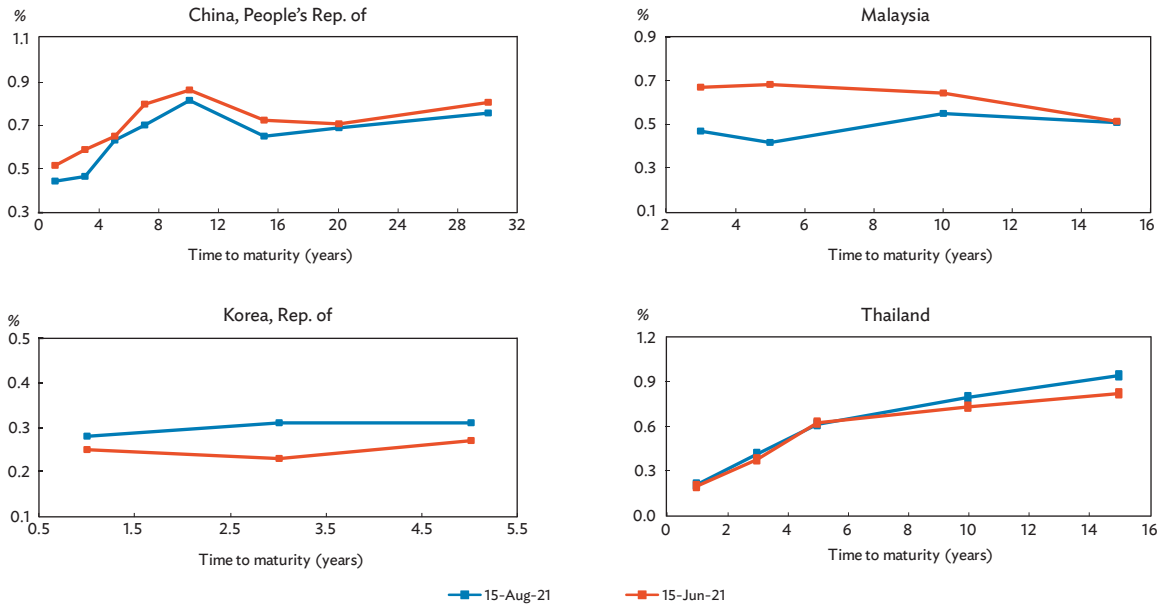 China, People’s Rep. of
%
1.1
0.9
0.7
0.5
0.3
0 4 8 12 16 20 24 28 32
Time to maturity (years)
Malaysia
%
0.9
0.7
0.5
0.3
0.1
2 4 6 8 10 12 14 16
Time to maturity (years)
Korea, Rep. of
%
0.5
0.4
0.3
0.2
0.1
0.5 1.5 2.5 3.5 4.5 5.5
Time to maturity (years)
Thailand
%
1.2
0.9
0.6
0.3
0.0
0 2 4 6 8 10 12 14 16
Time to maturity (years)
15-Aug-21 15-Jun-21